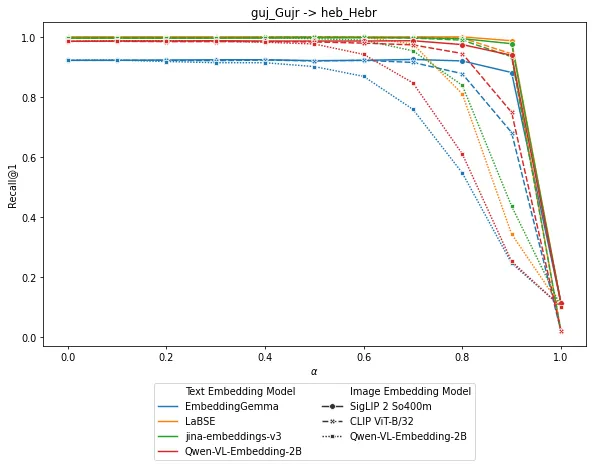 guj_Gujr -> heb_Hebr
Recall@1
1.0
0.8
0.6
0.4
0.2
0.0
0.0 0.2 0.4 0.6 0.8 1.0
α
Text Embedding Model
EmbeddingGemma
LaBSE
jina-embeddings-v3
Qwen-VL-Embedding-2B
Image Embedding Model
SigLIP 2 So400m
CLIP ViT-B/32
Qwen-VL-Embedding-2B